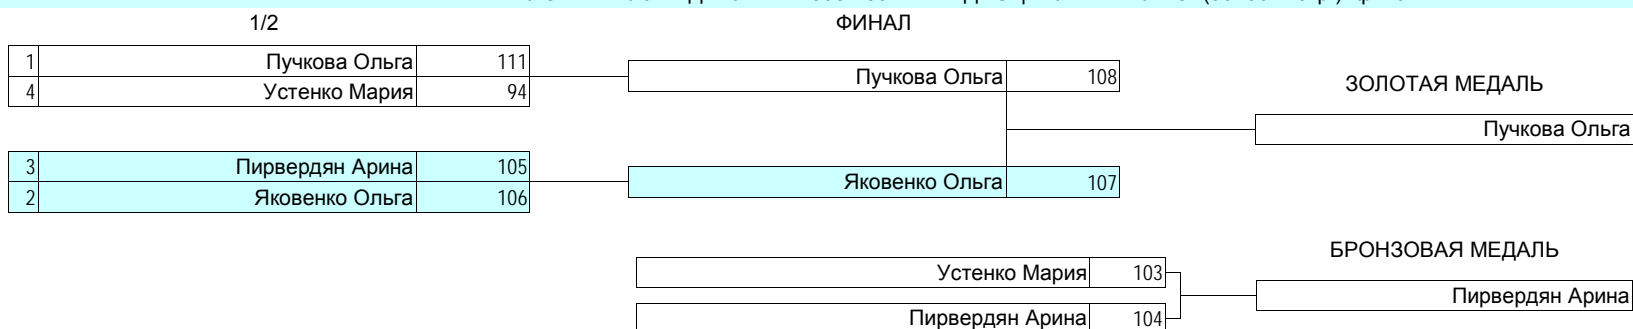 1/2 ФИНАЛ
1 Пучкова Ольга 111
4 Устенко Мария 94
Пучкова Ольга 108
ЗОЛОТАЯ МЕДАЛЬ
Пучкова Ольга
3 Пирвердян Арина 105
2 Яковенко Ольга 106
Яковенко Ольга 107
БРОНЗОВАЯ МЕДАЛЬ
Устенко Мария 103
Пирвердян Арина
Пирвердян Арина 104